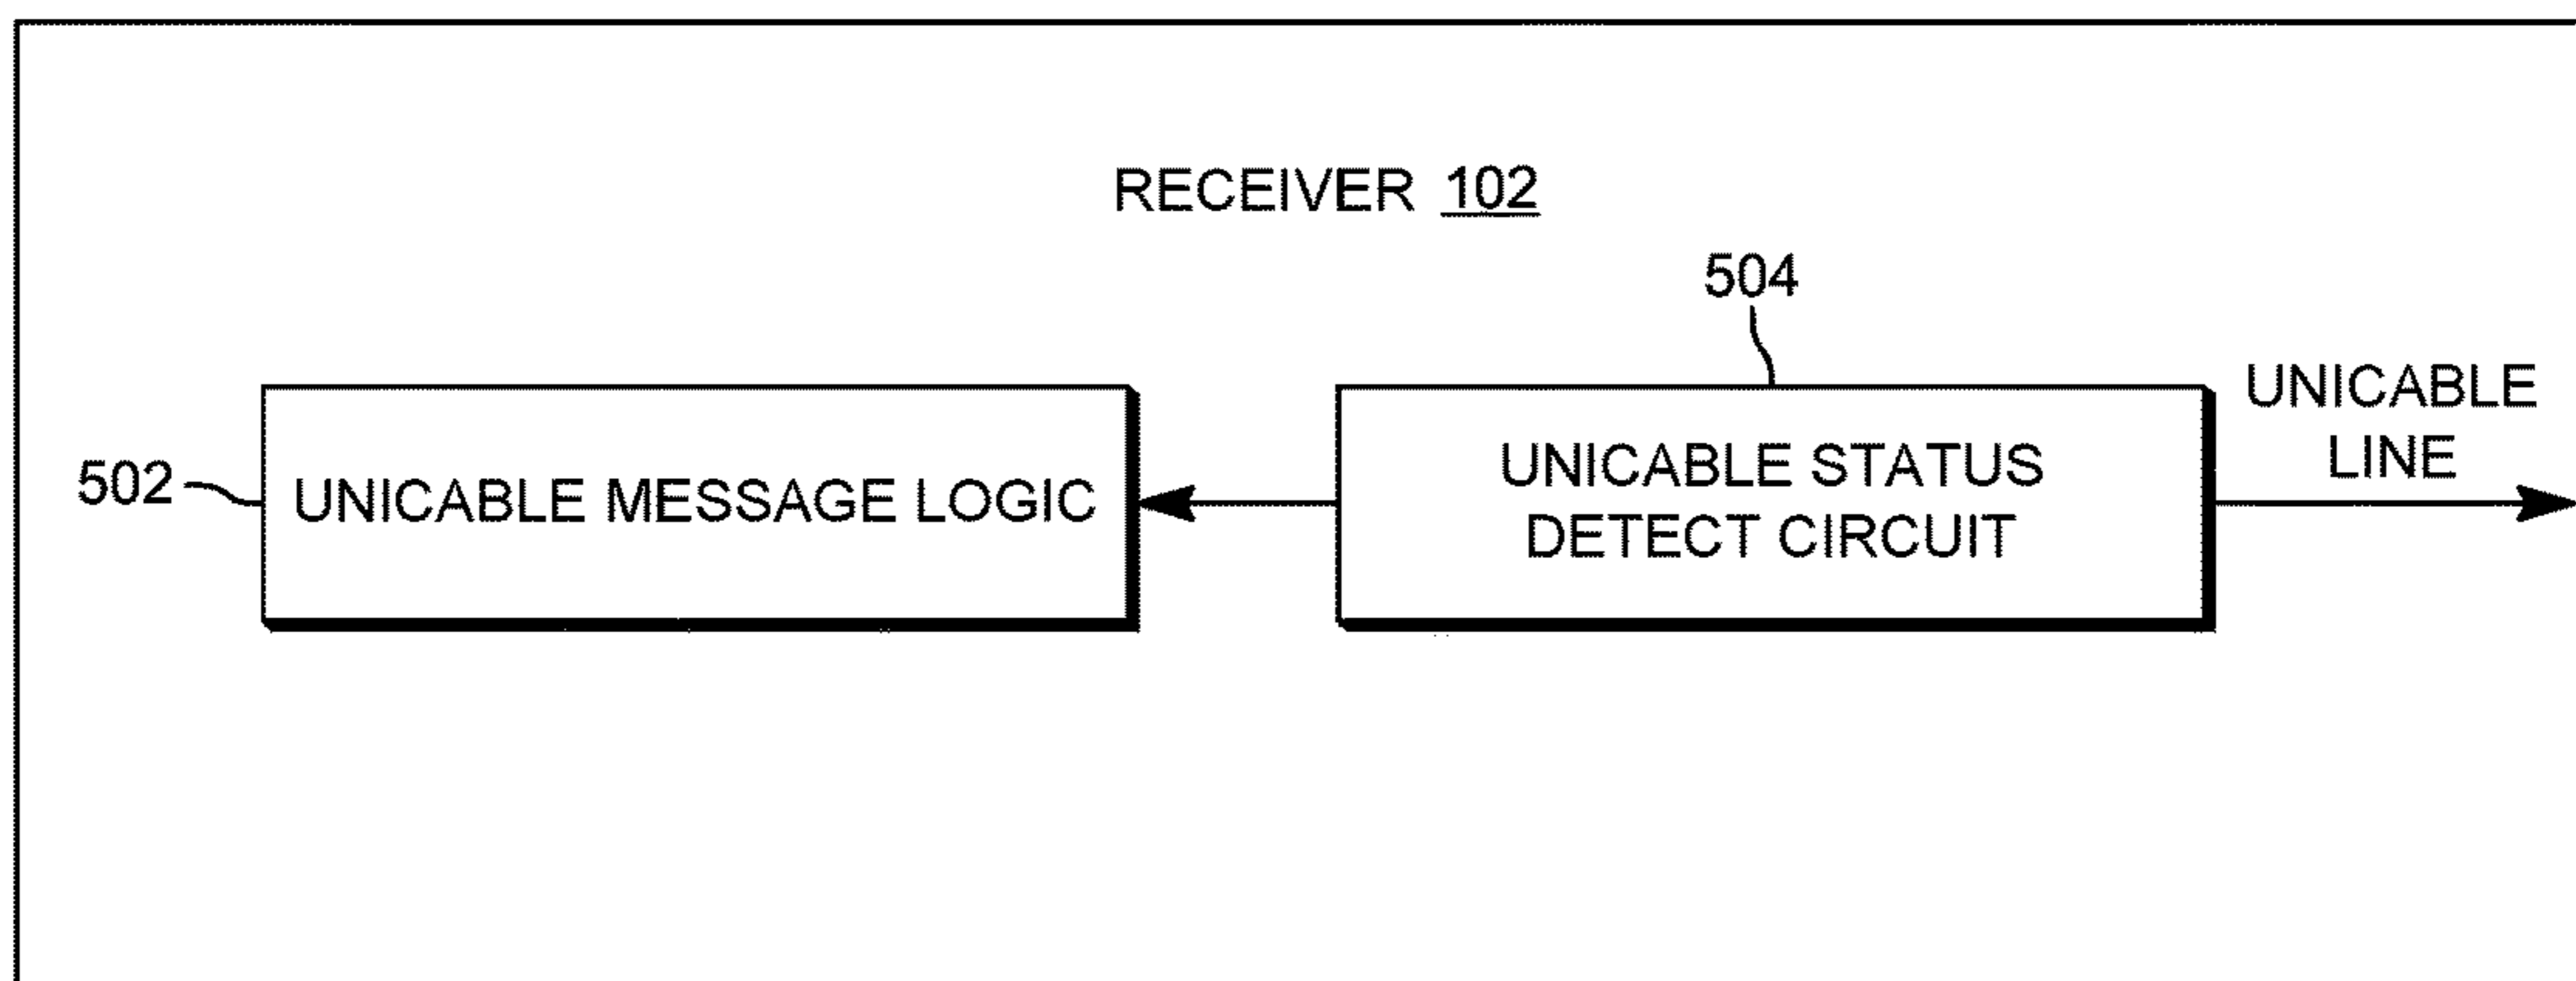 RECEIVER 102
504
UNICABLE
LINE
502
UNICABLE MESSAGE LOGIC
UNICABLE STATUS
DETECT CIRCUIT